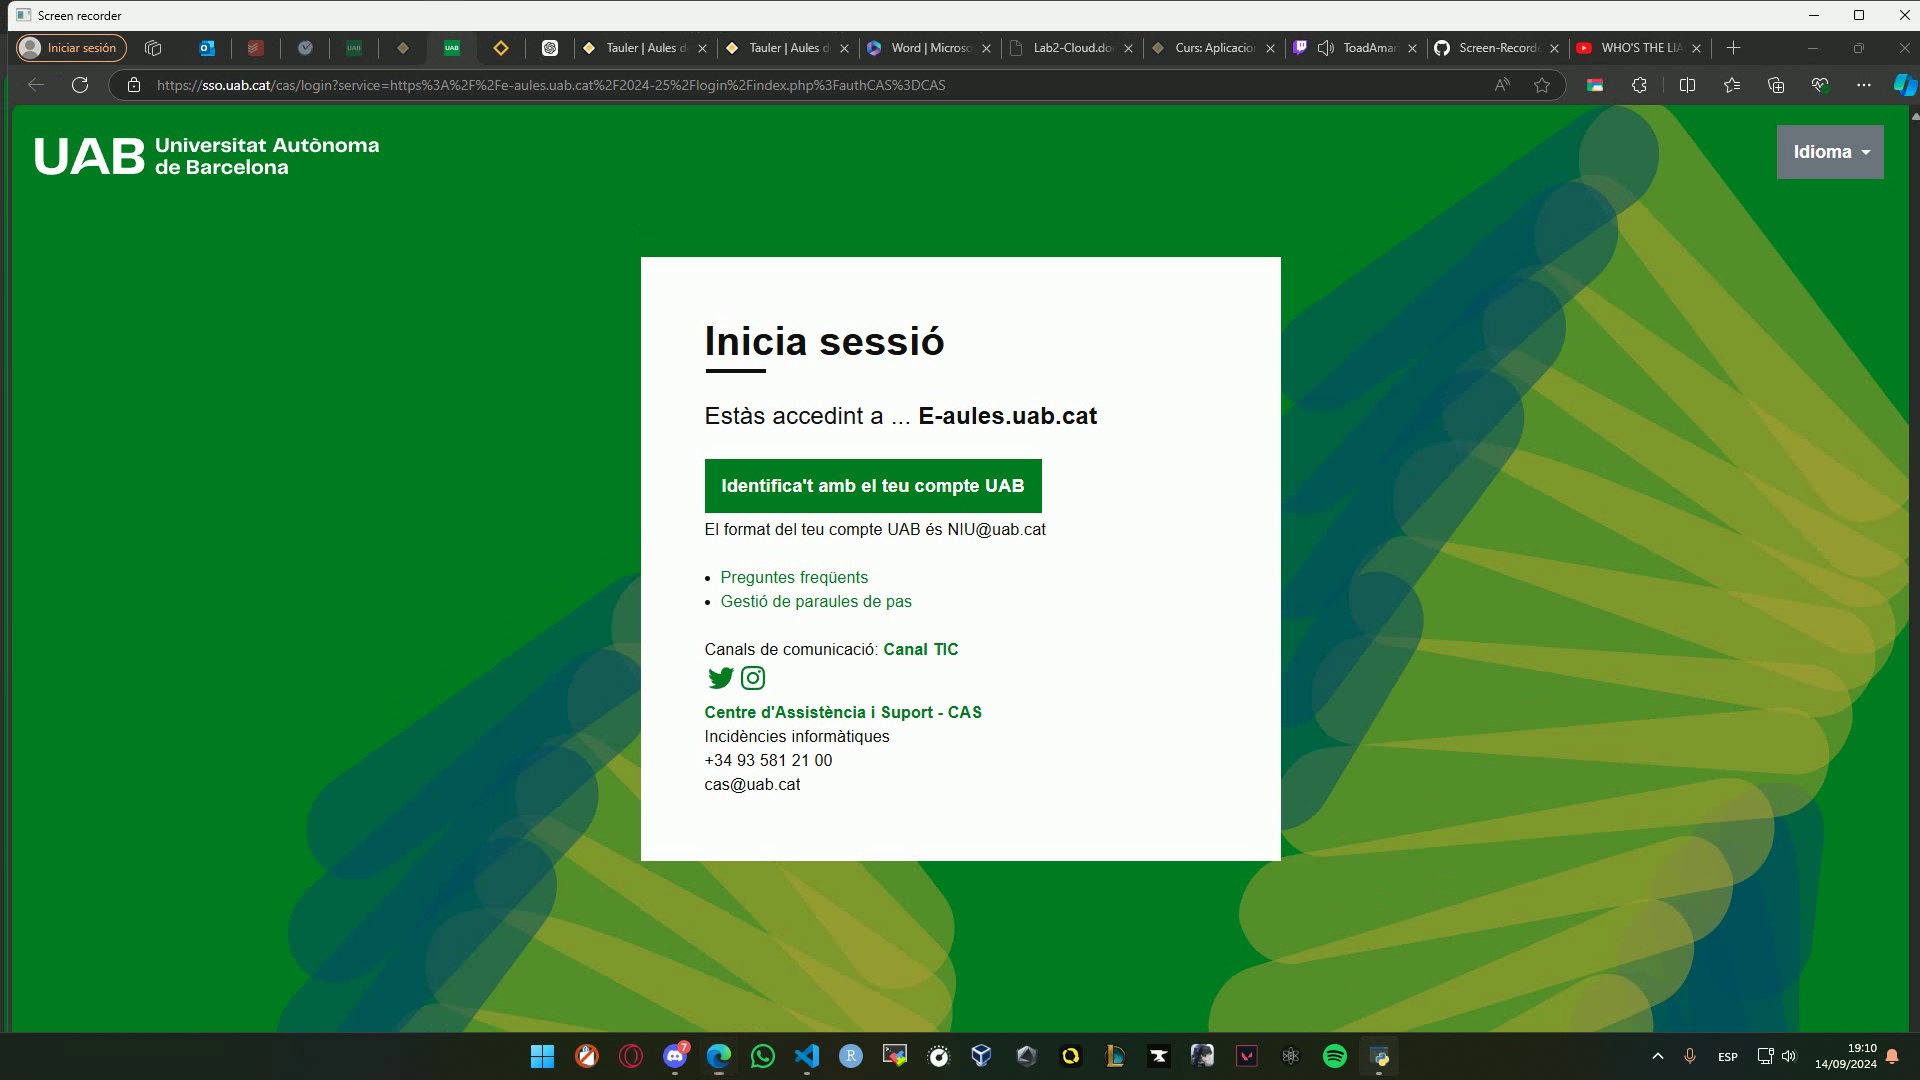 Screen recorder
Iniciar sesión
UAB
UAB
Tauler | Aules d
Tauler | Aules d
Word | Microso
Lab2-Cloud.do
Curs: Aplicacio
ToadAmar
Screen-Record
WHO'S THE LIA
https://sso.uab.cat/cas/login?service=https%3A%2F%2Fe-aules.uab.cat%2F2024-25%2Flogin%2Findex.php%3FauthCAS%3DCAS
UAB Universitat Autònoma
de Barcelona
Idioma
Inicia sessió
Estàs accedint a ... E-aules.uab.cat
Identifica't amb el teu compte UAB
El format del teu compte UAB és NIU@uab.cat
Preguntes freqüents
Gestió de paraules de pas
Canals de comunicació: Canal TIC
Centre d'Assistència i Suport - CAS
Incidències informàtiques
+34 93 581 21 00
cas@uab.cat
7
R
ESP
19:10
14/09/2024